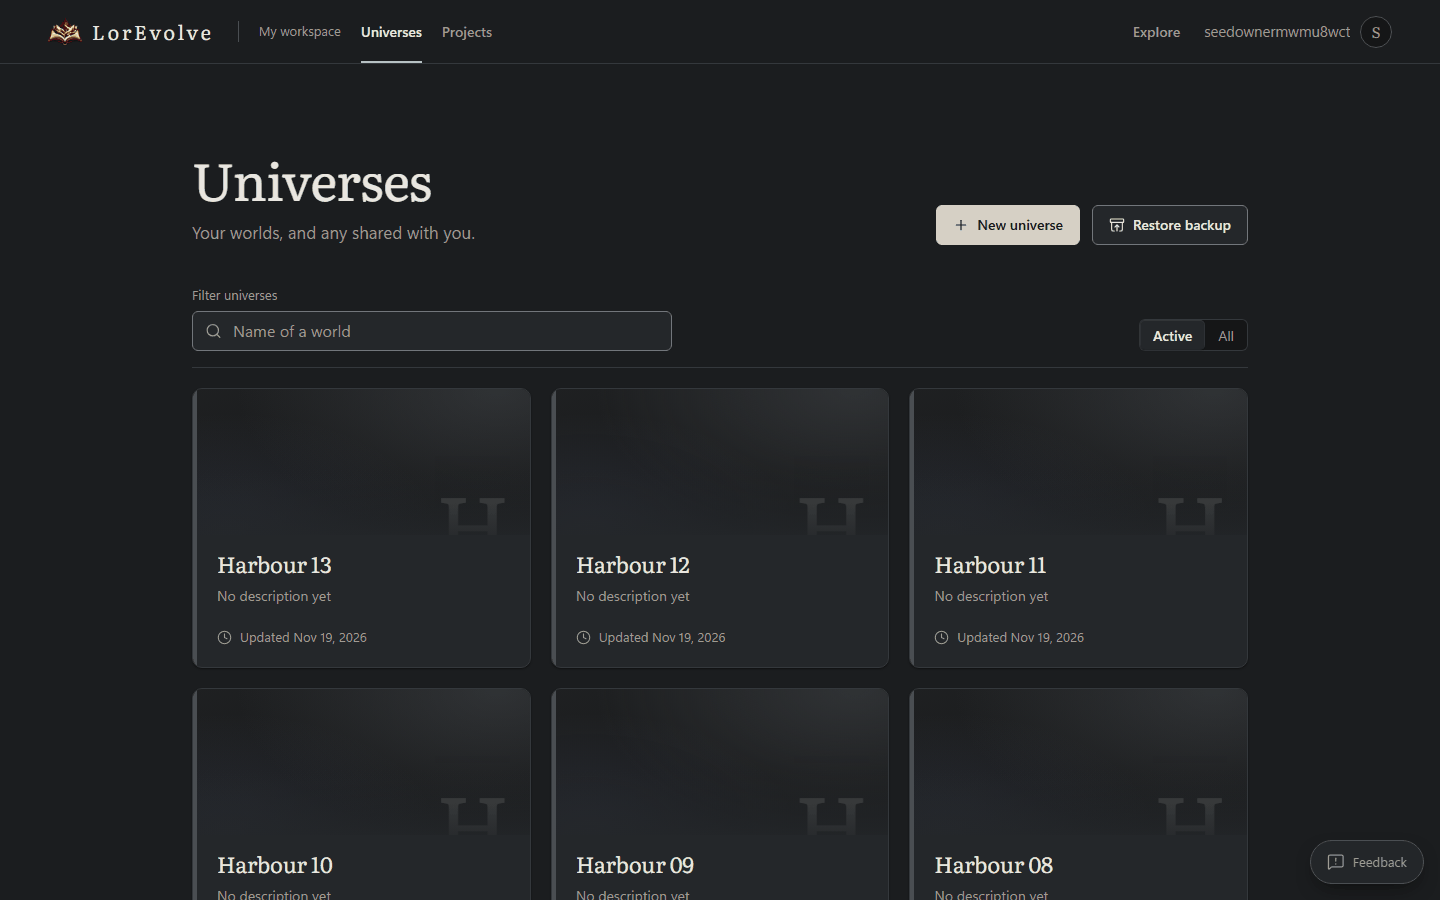 LorEvolve
My workspace
Universes
Projects
Explore
seedownermwmu8wct
S
Universes
Your worlds, and any shared with you.
New universe
Restore backup
Filter universes
Name of a world
Active
All
H
H
H
Harbour 13
Harbour 12
Harbour 11
No description yet
No description yet
No description yet
Updated Nov 19, 2026
Updated Nov 19, 2026
Updated Nov 19, 2026
H
H
H
Harbour 10
Harbour 09
Harbour 08
No description yet
No description yet
No description yet
Feedback